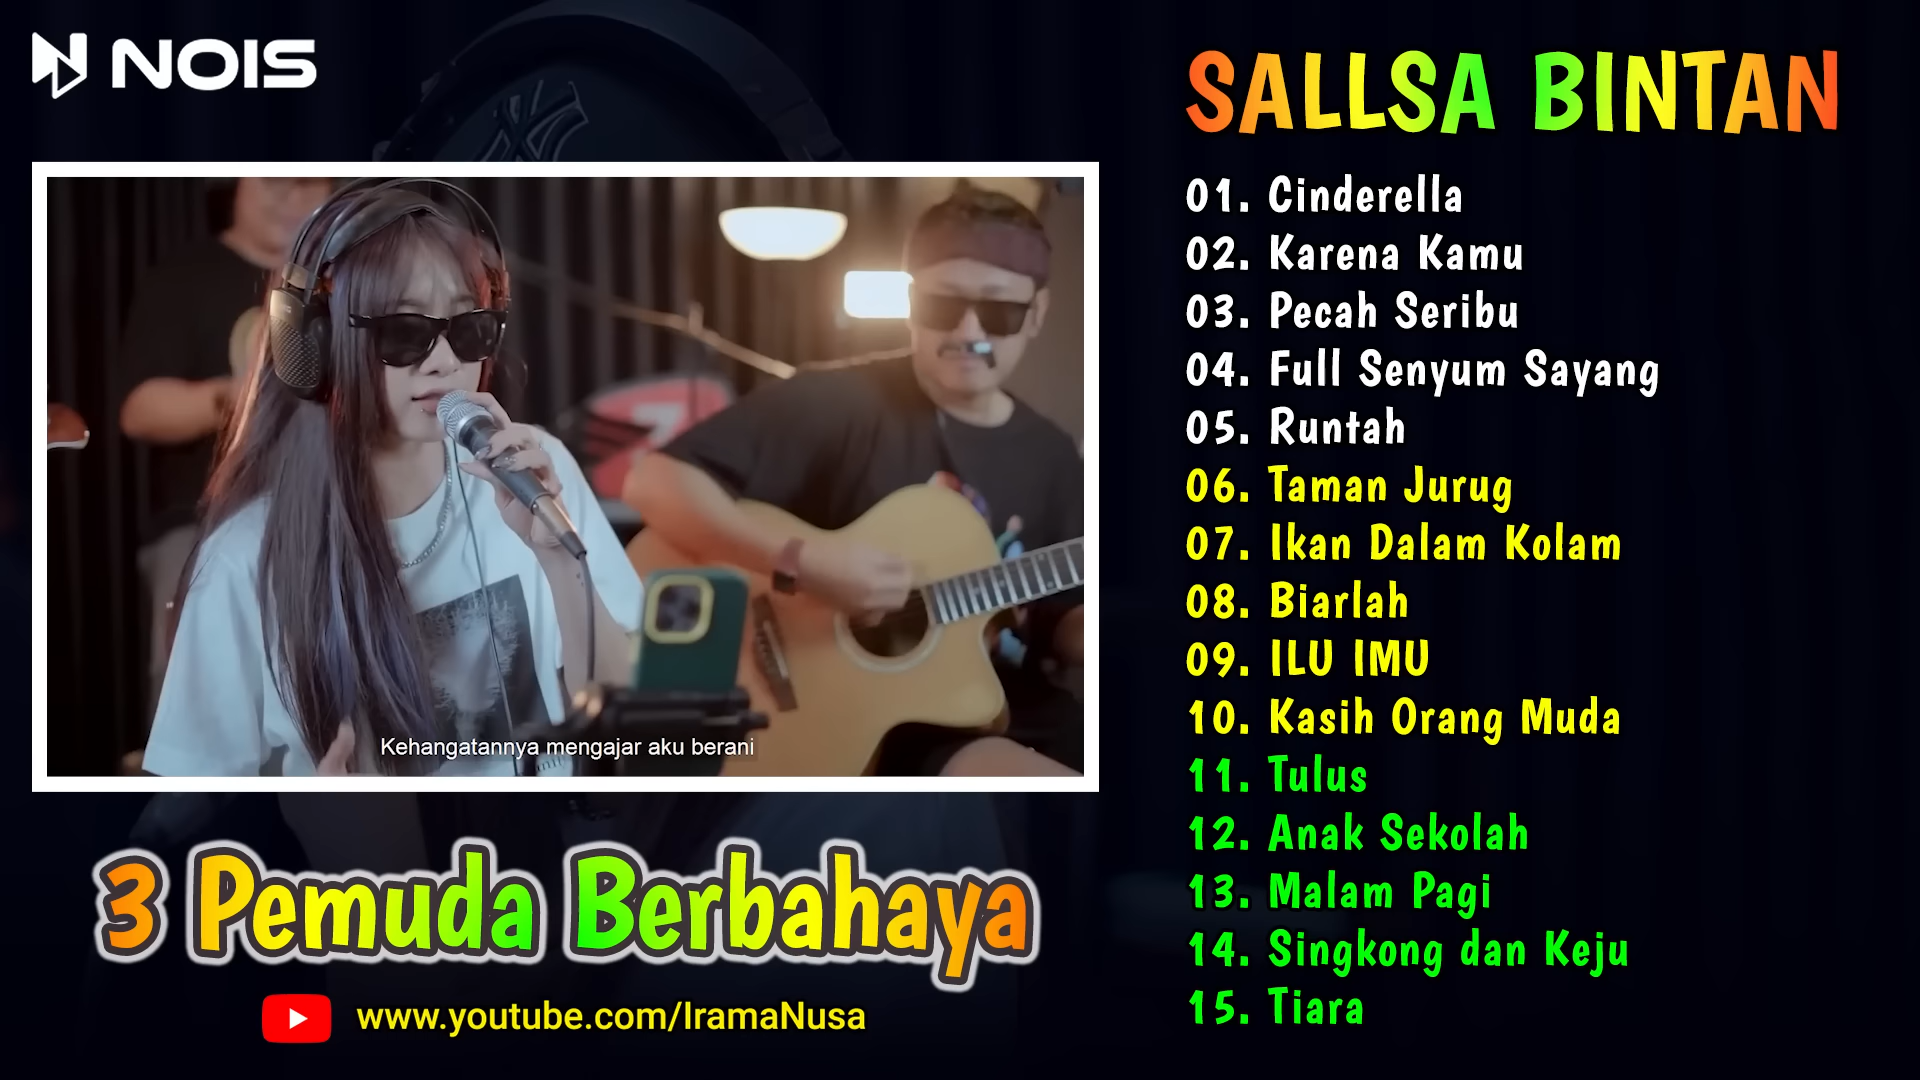 NOIS
SALLSA BINTAN
01. Cinderella
02. Karena Kamu
03. Pecah Seribu
04. Full Senyum Sayang
05. Runtah
06. Taman Jurug
07. Ikan Dalam Kolam
08. Biarlah
09. ILU IMU
10. Kasih Orang Muda
11. Tulus
12. Anak Sekolah
13. Malam Pagi
14. Singkong dan Keju
15. Tiara
Kehangatannya mengajar aku berani
3 Pemuda Berbahaya
www.youtube.com/IramaNusa